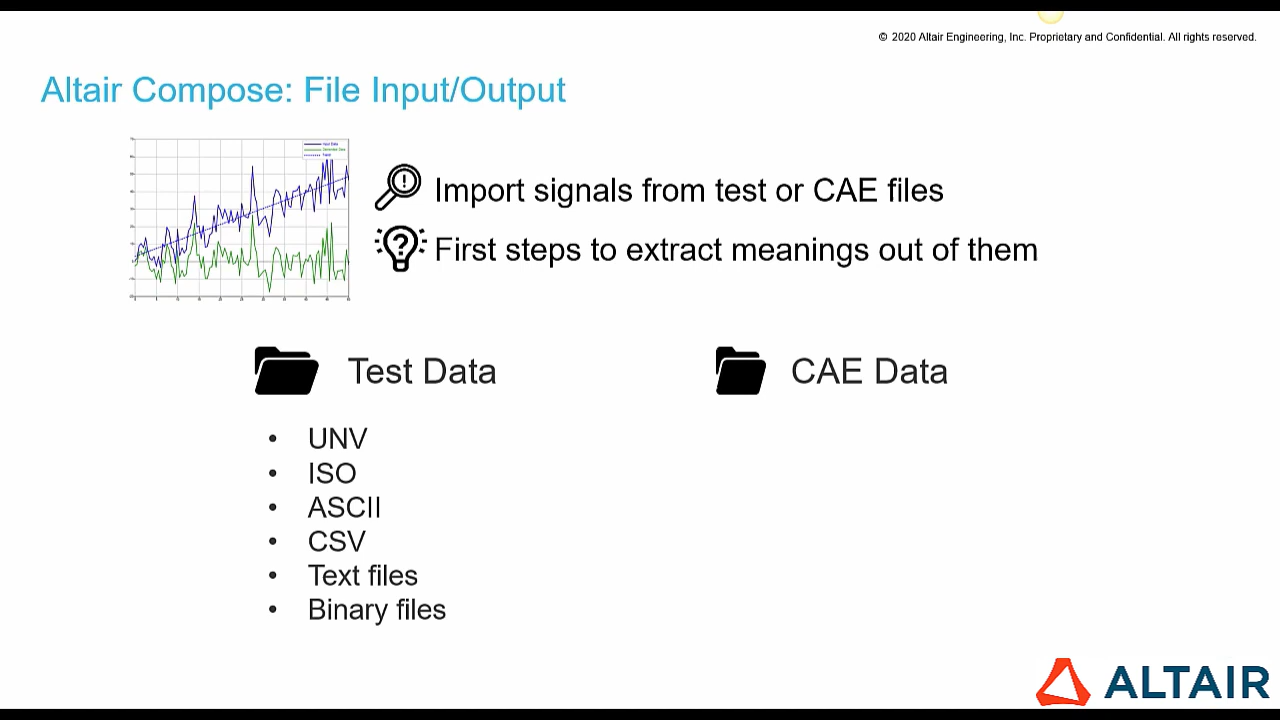 © 2020 Altair Engineering, Inc. Proprietary and Confidential. All rights reserved.
Altair Compose: File Input/Output
Import signals from test or CAE files
First steps to extract meanings out of them
Test Data
CAE Data
• UNV
• ISO
• ASCII
• CSV
• Text files
• Binary files
ALTAIR